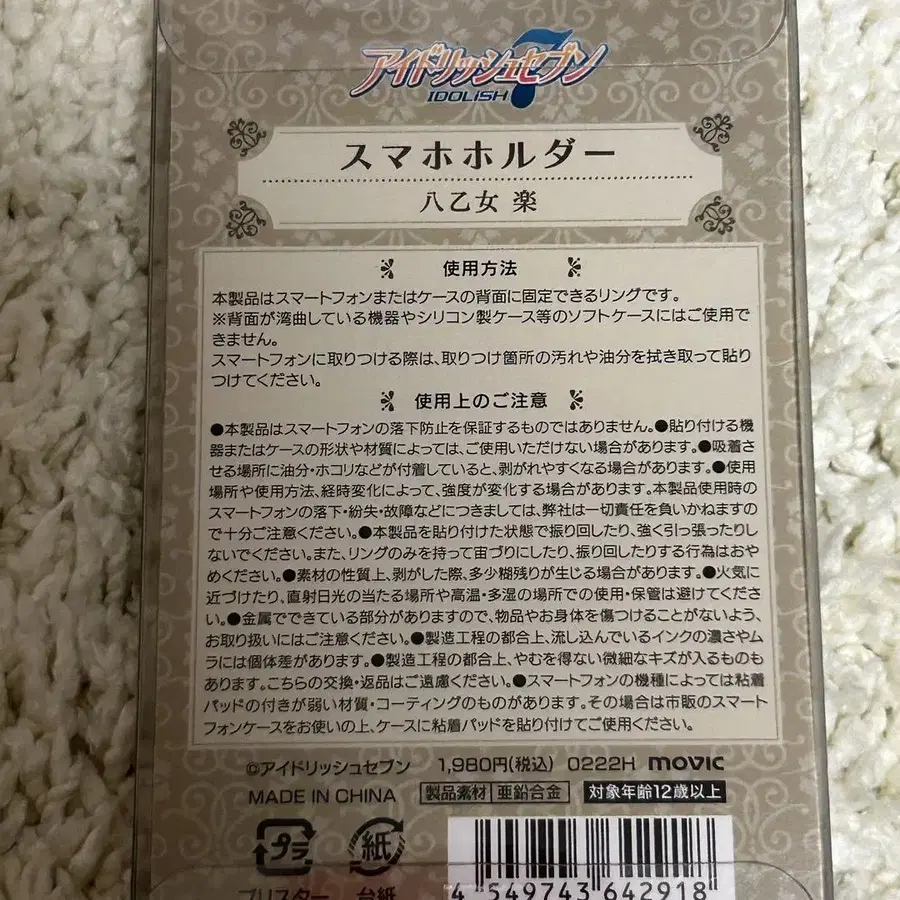 アイドリッシュセブン
IDOLiSH7
スマホホルダー
八乙女 楽
使用方法
本製品はスマートフォンまたはケースの背面に固定できるリングです。
※背面が湾曲している機器やシリコン製ケース等のソフトケースにはご使用で
きません。
スマートフォンに取りつける際は、取りつけ箇所の汚れや油分を拭き取って貼り
つけてください。
使用上のご注意
●本製品はスマートフォンの落下防止を保証するものではありません。●貼り付ける機
器またはケースの形状や材質によっては、ご使用いただけない場合があります。●吸着さ
せる場所に油分・ホコリなどが付着していると、剥がれやすくなる場合があります。●使用
場所や使用方法、経時変化によって、強度が変化する場合があります。本製品使用時の
スマートフォンの落下・紛失・故障などにつきましては、弊社は一切責任を負いかねますの
で十分ご注意ください。●本製品を貼り付けた状態で振り回したり、強く引っ張ったりし
ないでください。また、リングのみを持って宙づりにしたり、振り回したりする行為はおや
めください。●素材の性質上、剥がした際、多少糊残りが生じる場合があります。●火気に
近づけたり、直射日光の当たる場所や高温・多湿の場所での使用・保管は避けてくださ
い。●金属でできている部分がありますので、物品やお身体を傷つけることがないよう、
お取り扱いにはご注意ください。●製造工程の都合上、流し込んでいるインクの濃さやム
ラには個体差があります。●製造工程の都合上、やむを得ない微細なキズが入るものも
あります。こちらの交換・返品はご遠慮ください。●スマートフォンの機種によっては粘着
パッドの付きが弱い材質・コーティングのものがあります。その場合は市販のスマート
フォンケースをお使いの上、ケースに粘着パッドを貼り付けてご使用ください。
©アイドリッシュセブン 1,980円(税込) 0222H movic
MADE IN CHINA 製品素材 亜鉛合金 対象年齢12歳以上
プラ 紙
ブリスター 台紙
4 549743 642918